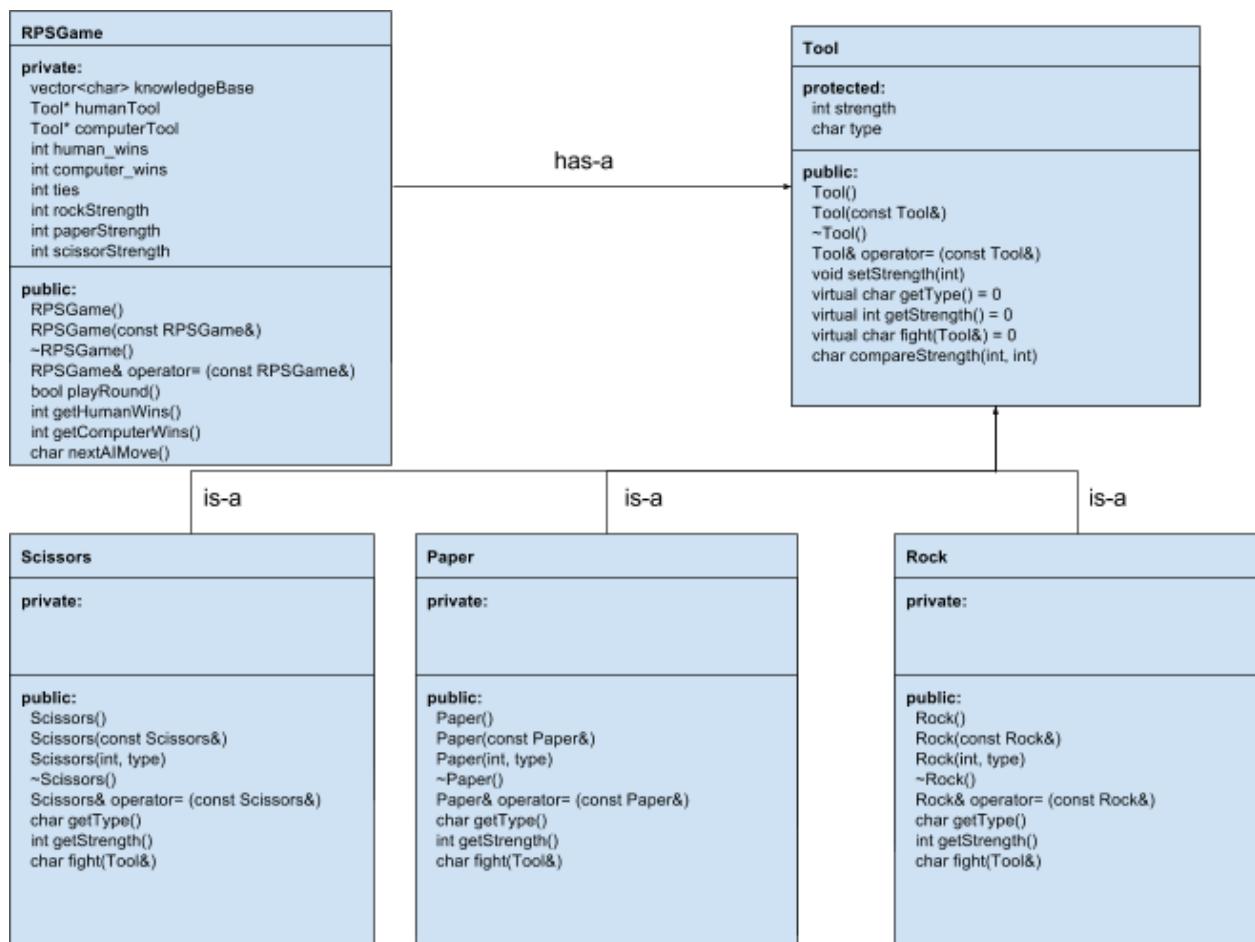 RPSGame
private:
vector<char> knowledgeBase
Tool* humanTool
Tool* computerTool
int human_wins
int computer_wins
int ties
int rockStrength
int paperStrength
int scissorStrength
public:
RPSGame()
RPSGame(const RPSGame&)
~RPSGame()
RPSGame& operator= (const RPSGame&)
bool playRound()
int getHumanWins()
int getComputerWins()
char nextAIMove()
has-a
Tool
protected:
int strength
char type
public:
Tool()
Tool(const Tool&)
~Tool()
Tool& operator= (const Tool&)
void setStrength(int)
virtual char getType() = 0
virtual int getStrength() = 0
virtual char fight(Tool&) = 0
char compareStrength(int, int)
is-a
is-a
is-a
Scissors
private:
public:
Scissors()
Scissors(const Scissors&)
Scissors(int, type)
~Scissors()
Scissors& operator= (const Scissors&)
char getType()
int getStrength()
char fight(Tool&)
Paper
private:
public:
Paper()
Paper(const Paper&)
Paper(int, type)
~Paper()
Paper& operator= (const Paper&)
char getType()
int getStrength()
char fight(Tool&)
Rock
private:
public:
Rock()
Rock(const Rock&)
Rock(int, type)
~Rock()
Rock& operator= (const Rock&)
char getType()
int getStrength()
char fight(Tool&)